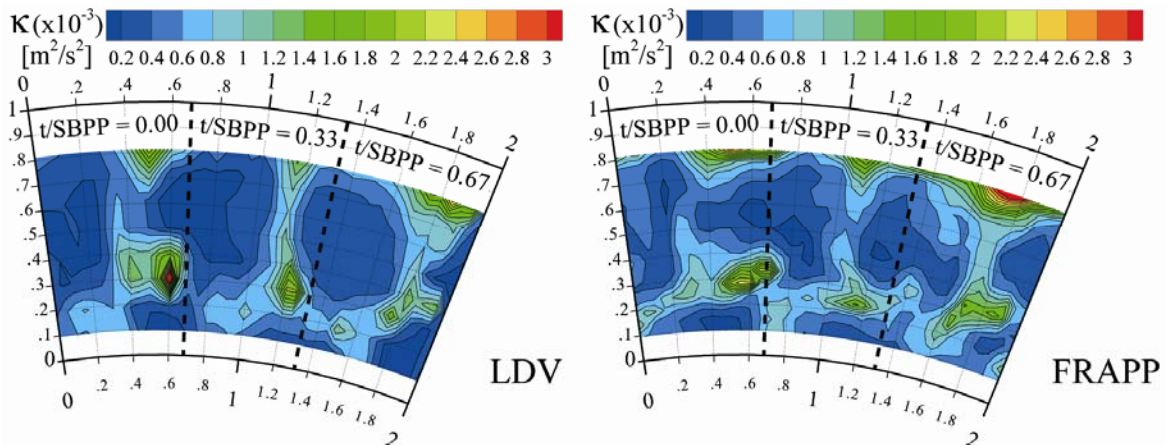 K (x10-3)
[m2/s2]
0.2 0.4 0.6 0.8 1 1.2 1.4 1.6 1.8 2 2.2 2.4 2.6 2.8 3
0 .2 .4 .6 .8 1 1.2 1.4 1.6 1.8 2
1 .9 .8 .7 .6 .5 .4 .3 .2 .1 0
t/SBPP = 0.00
t/SBPP = 0.33
t/SBPP = 0.67
0 .2 .4 .6 .8 1 1.2 1.4 1.6 1.8 2
LDV
K (x10-3)
[m2/s2]
0.2 0.4 0.6 0.8 1 1.2 1.4 1.6 1.8 2 2.2 2.4 2.6 2.8 3
0 .2 .4 .6 .8 1 1.2 1.4 1.6 1.8 2
1 .9 .8 .7 .6 .5 .4 .3 .2 .1 0
t/SBPP = 0.00
t/SBPP = 0.33
t/SBPP = 0.67
0 .2 .4 .6 .8 1 1.2 1.4 1.6 1.8 2
FRAPP